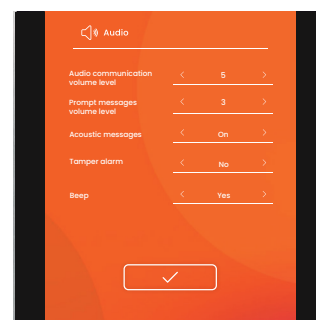 Audio
Audio communication
volume level
5
Prompt messages
volume level
3
Acoustic messages
On
Tamper alarm
No
Beep
Yes